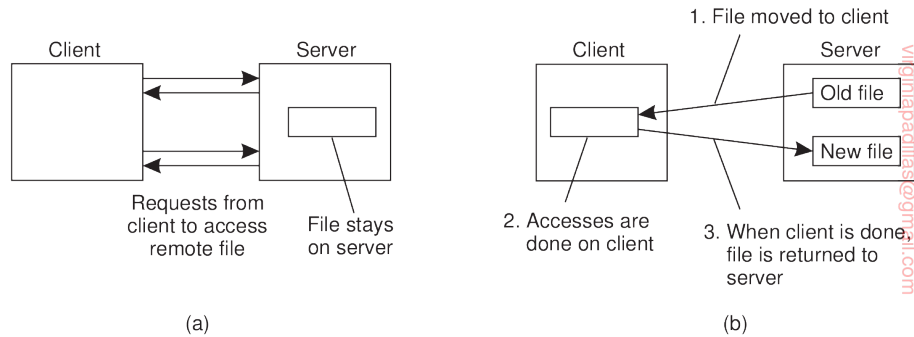 Client
Server
Requests from
client to access
remote file
File stays
on server
(a)
1. File moved to client
Client
Server
Old file
New file
2. Accesses are
done on client
3. When client is done,
file is returned to
server
(b)
virginiapadillas@gmail.com